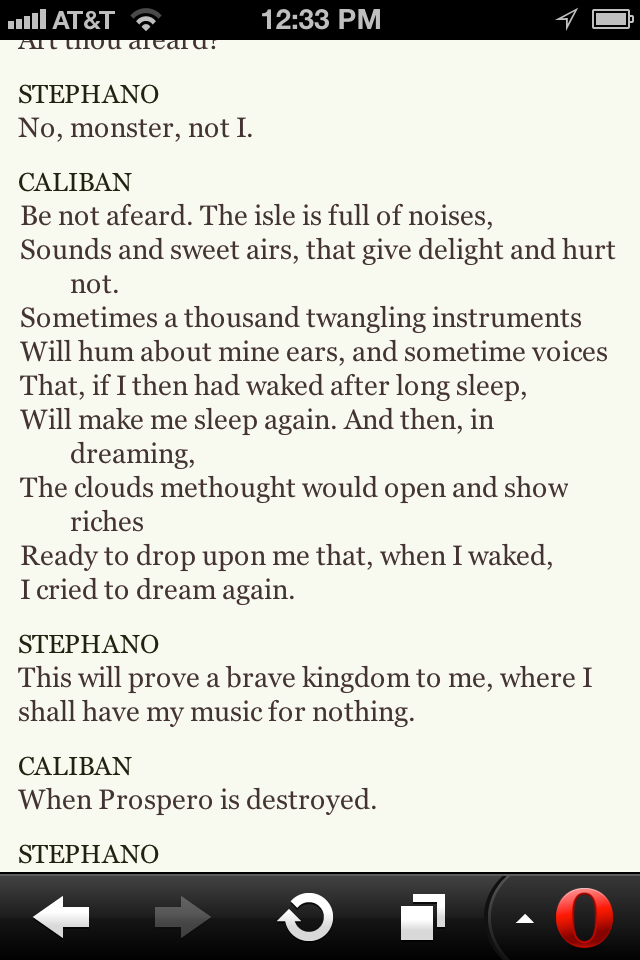 AT&T 12:33 PM
Art thou afeard?
STEPHANO
No, monster, not I.
CALIBAN
Be not afeard. The isle is full of noises,
Sounds and sweet airs, that give delight and hurt
not.
Sometimes a thousand twangling instruments
Will hum about mine ears, and sometime voices
That, if I then had waked after long sleep,
Will make me sleep again. And then, in
dreaming,
The clouds methought would open and show
riches
Ready to drop upon me that, when I waked,
I cried to dream again.
STEPHANO
This will prove a brave kingdom to me, where I
shall have my music for nothing.
CALIBAN
When Prospero is destroyed.
STEPHANO